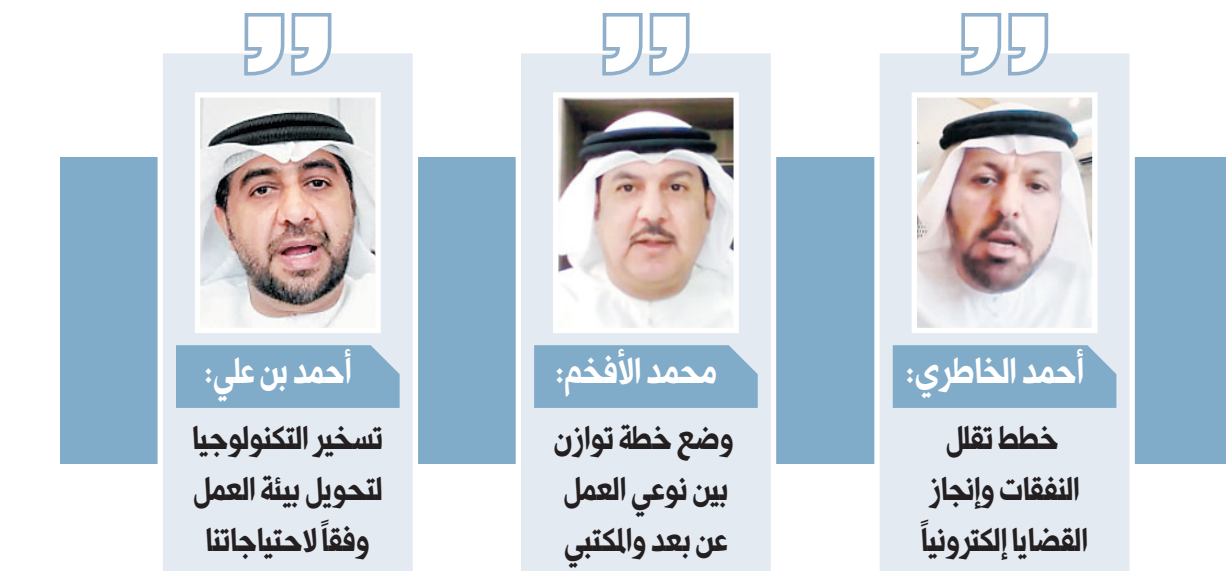 أحمد الخاطري:
خطط تقلل
النفقات وإنجاز
القضايا إلكترونياً
محمد الأفخم:
وضع خطة توازن
بين نوعي العمل
عن بعد والمكتبي
أحمد بن علي:
تسخير التكنولوجيا
لتحويل بيئة العمل
وفقاً لاحتياجاتنا